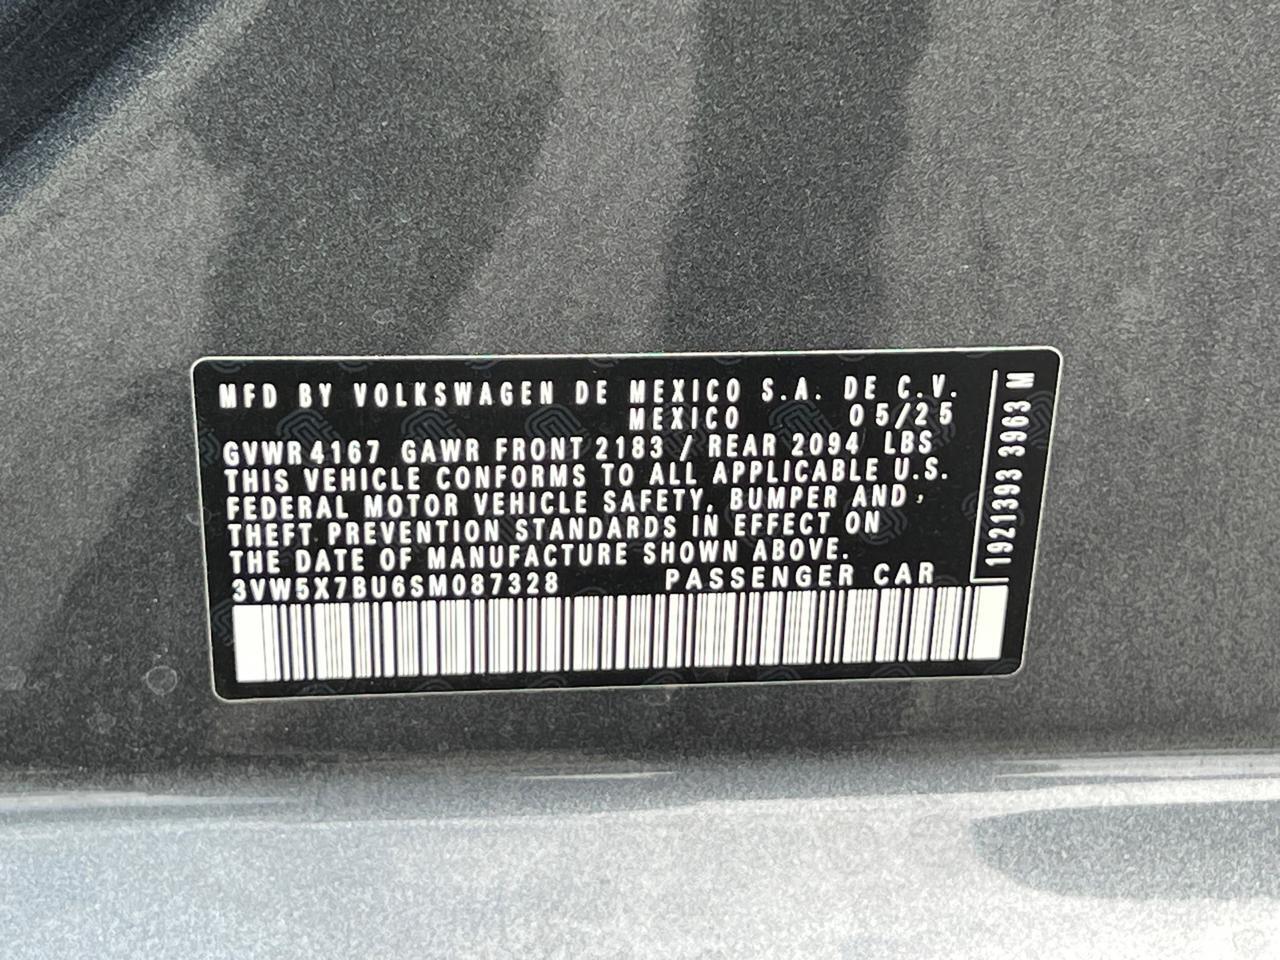 MFD BY VOLKSWAGEN DE MEXICO S.A. DE C.V.
MEXICO 05/25
GVWR 4167 GAWR FRONT 2183 / REAR 2094 LBS
THIS VEHICLE CONFORMS TO ALL APPLICABLE U.S.
FEDERAL MOTOR VEHICLE SAFETY, BUMPER AND,
THEFT PREVENTION STANDARDS IN EFFECT ON
THE DATE OF MANUFACTURE SHOWN ABOVE.
3VW5X7BU6SM087328 PASSENGER CAR
1921393 3963 M